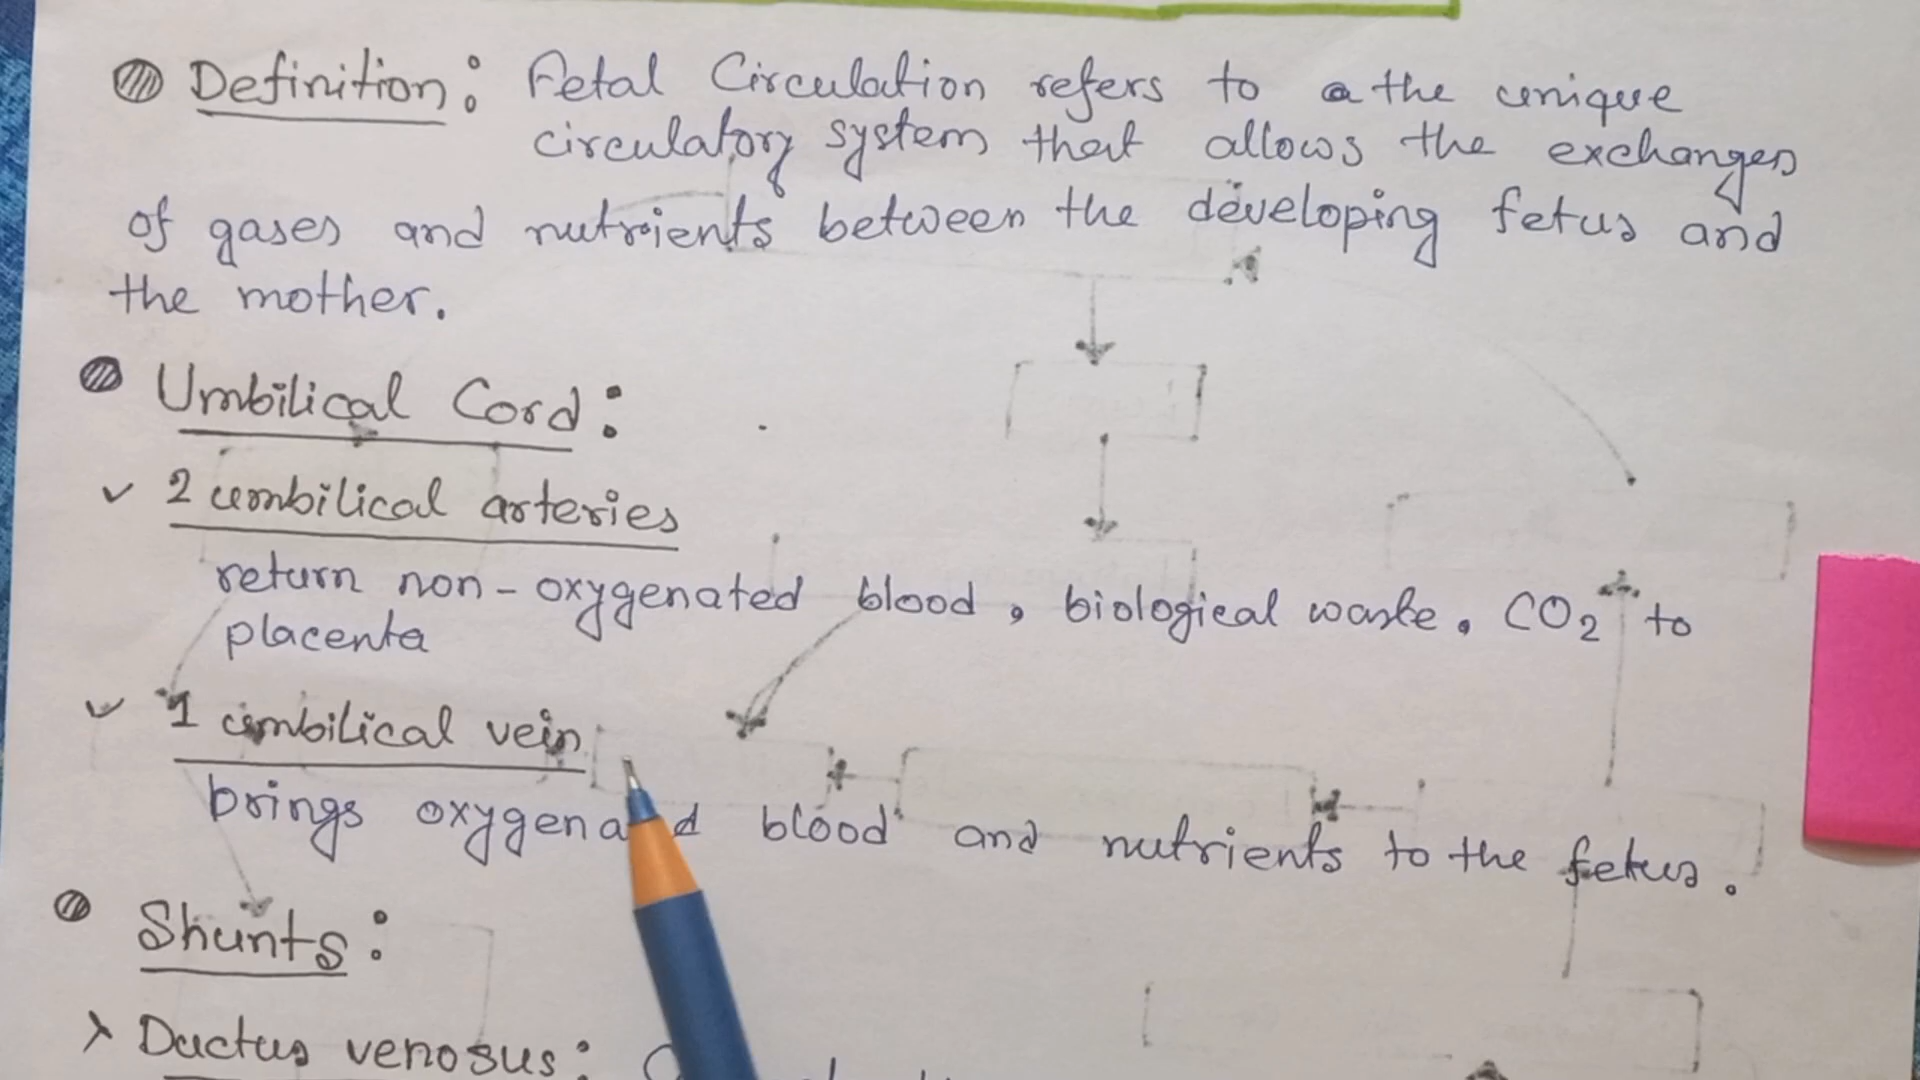 Definition: Fetal Circulation refers to a the unique
circulatory system that allows the exchanges
of gases and nutrients between the developing fetus and
the mother.
Umbilical Cord:
✓ 2 umbilical arteries
return non-oxygenated blood, biological waste, CO2 to
placenta
✓ 1 umbilical vein
brings oxygena d blood and nutrients to the fetus.
Shunts:
Ductus venosus: